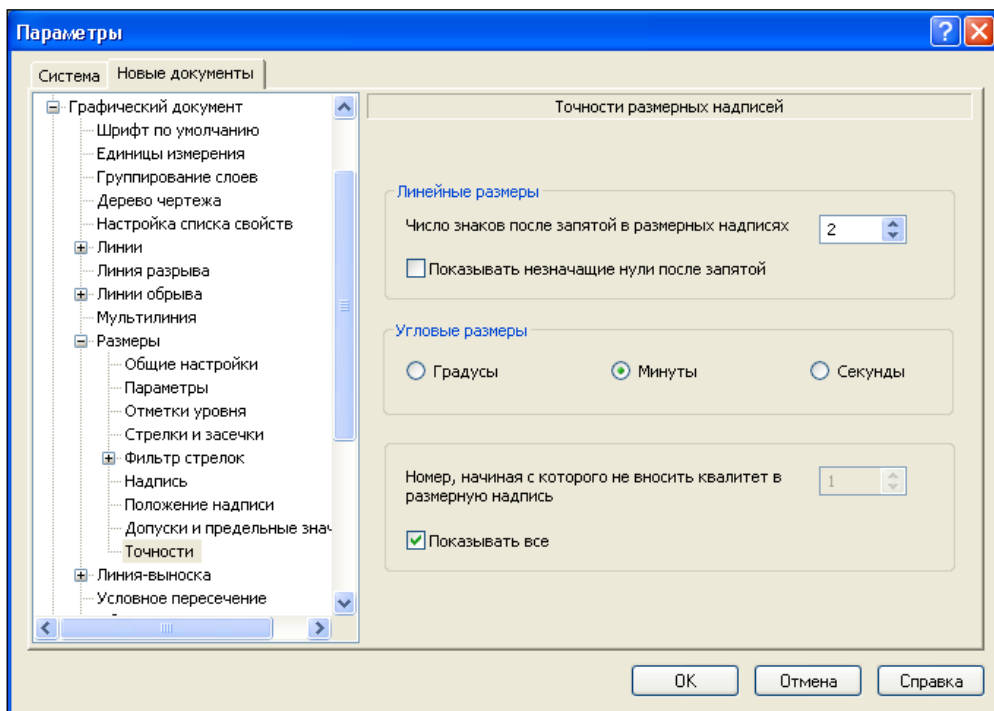 Параметры
Система
Новые документы
Графический документ
Шрифт по умолчанию
Единицы измерения
Группирование слоев
Дерево чертежа
Настройка списка свойств
Линии
Линия разрыва
Линии обрыва
Мультилиния
Размеры
Общие настройки
Параметры
Отметки уровня
Стрелки и засечки
Фильтр стрелок
Надпись
Положение надписи
Допуски и предельные знач
Точности
Линия-выноска
Условное пересечение
Точности размерных надписей
Линейные размеры
Число знаков после запятой в размерных надписях
2
Показывать незначащие нули после запятой
Угловые размеры
Градусы
Минуты
Секунды
Номер, начиная с которого не вносить квалитет в
размерную надпись
1
Показывать все
OK
Отмена
Справка